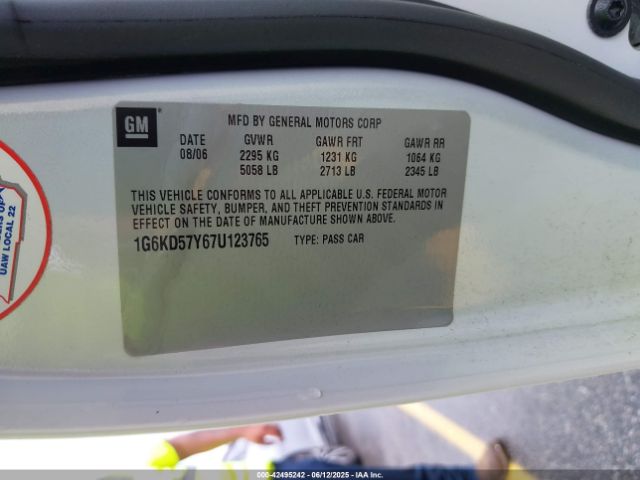 GM
MFD BY GENERAL MOTORS CORP
DATE GVWR GAWR FRT GAWR RR
08/06 2295 KG 1231 KG 1064 KG
5058 LB 2713 LB 2345 LB
THIS VEHICLE CONFORMS TO ALL APPLICABLE U.S. FEDERAL MOTOR
VEHICLE SAFETY, BUMPER, AND THEFT PREVENTION STANDARDS
IN EFFECT ON THE DATE OF MANUFACTURE SHOWN ABOVE.
1G6KD57Y67U123765 TYPE: PASS CAR
UAW LOCAL 22
000-42495242 - 06/12/2025 - IAAI.com